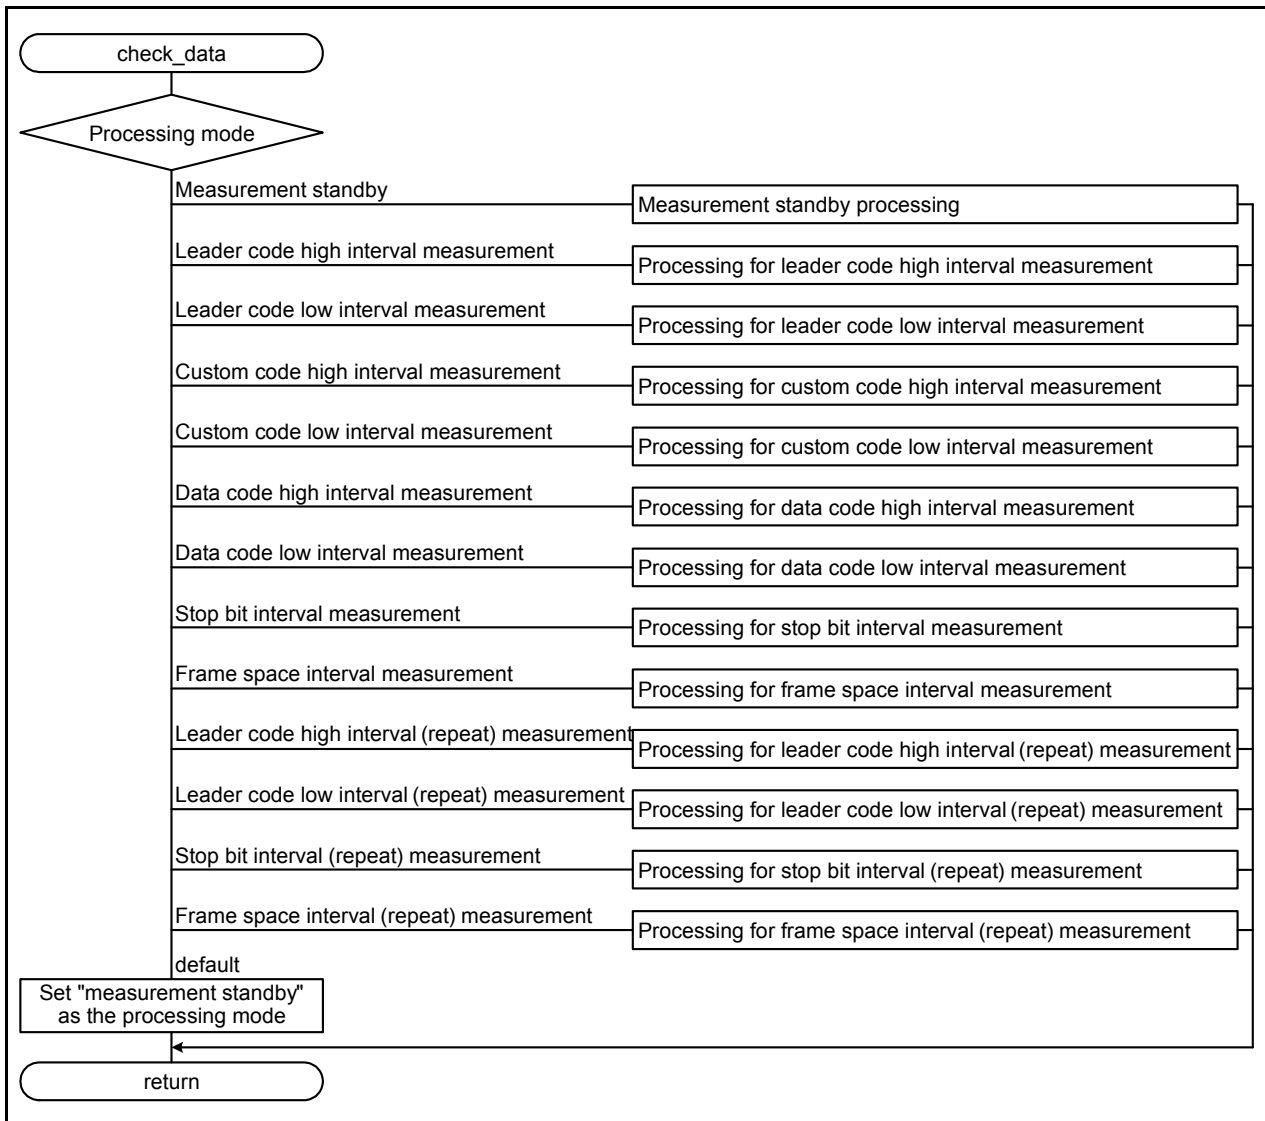 check_data
Processing mode
Measurement standby
Measurement standby processing
Leader code high interval measurement
Processing for leader code high interval measurement
Leader code low interval measurement
Processing for leader code low interval measurement
Custom code high interval measurement
Processing for custom code high interval measurement
Custom code low interval measurement
Processing for custom code low interval measurement
Data code high interval measurement
Processing for data code high interval measurement
Data code low interval measurement
Processing for data code low interval measurement
Stop bit interval measurement
Processing for stop bit interval measurement
Frame space interval measurement
Processing for frame space interval measurement
Leader code high interval (repeat) measurement
Processing for leader code high interval (repeat) measurement
Leader code low interval (repeat) measurement
Processing for leader code low interval (repeat) measurement
Stop bit interval (repeat) measurement
Processing for stop bit interval (repeat) measurement
Frame space interval (repeat) measurement
Processing for frame space interval (repeat) measurement
default
Set "measurement standby"
as the processing mode
return